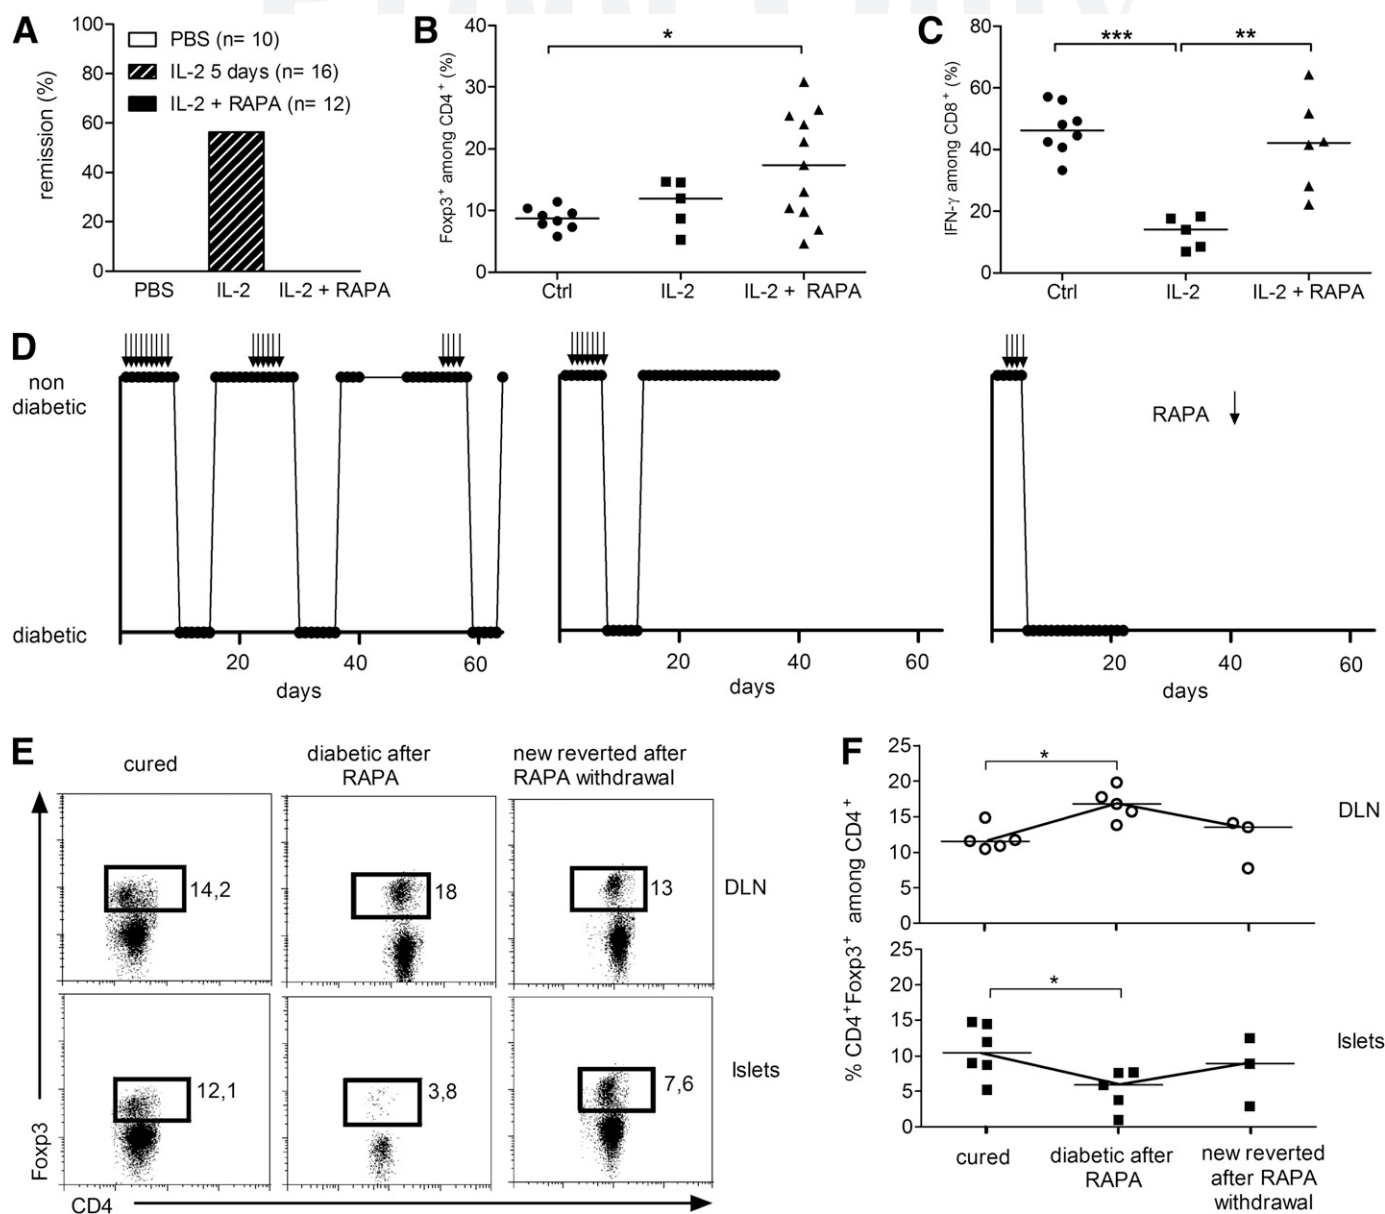 A
100
80
60
40
20
0
remission (%)
PBS (n= 10)
IL-2 5 days (n= 16)
IL-2 + RAPA (n= 12)
PBS
IL-2
IL-2 + RAPA
B
40
30
20
10
0
Foxp3+ among CD4+ (%)
*
Ctrl
IL-2
IL-2 + RAPA
C
80
60
40
20
0
IFN-γ among CD8+ (%)
***
**
Ctrl
IL-2
IL-2 + RAPA
D
non
diabetic
diabetic
20
40
60
days
20
40
60
days
RAPA
20
40
60
days
E
cured
diabetic after
RAPA
new reverted after
RAPA withdrawal
14,2
18
13
DLN
12,1
3,8
7,6
Islets
Foxp3
CD4
F
% CD4+Foxp3+ among CD4+
25
20
15
10
5
0
*
DLN
25
20
15
10
5
0
*
Islets
cured
diabetic after
RAPA
new reverted
after RAPA
withdrawal